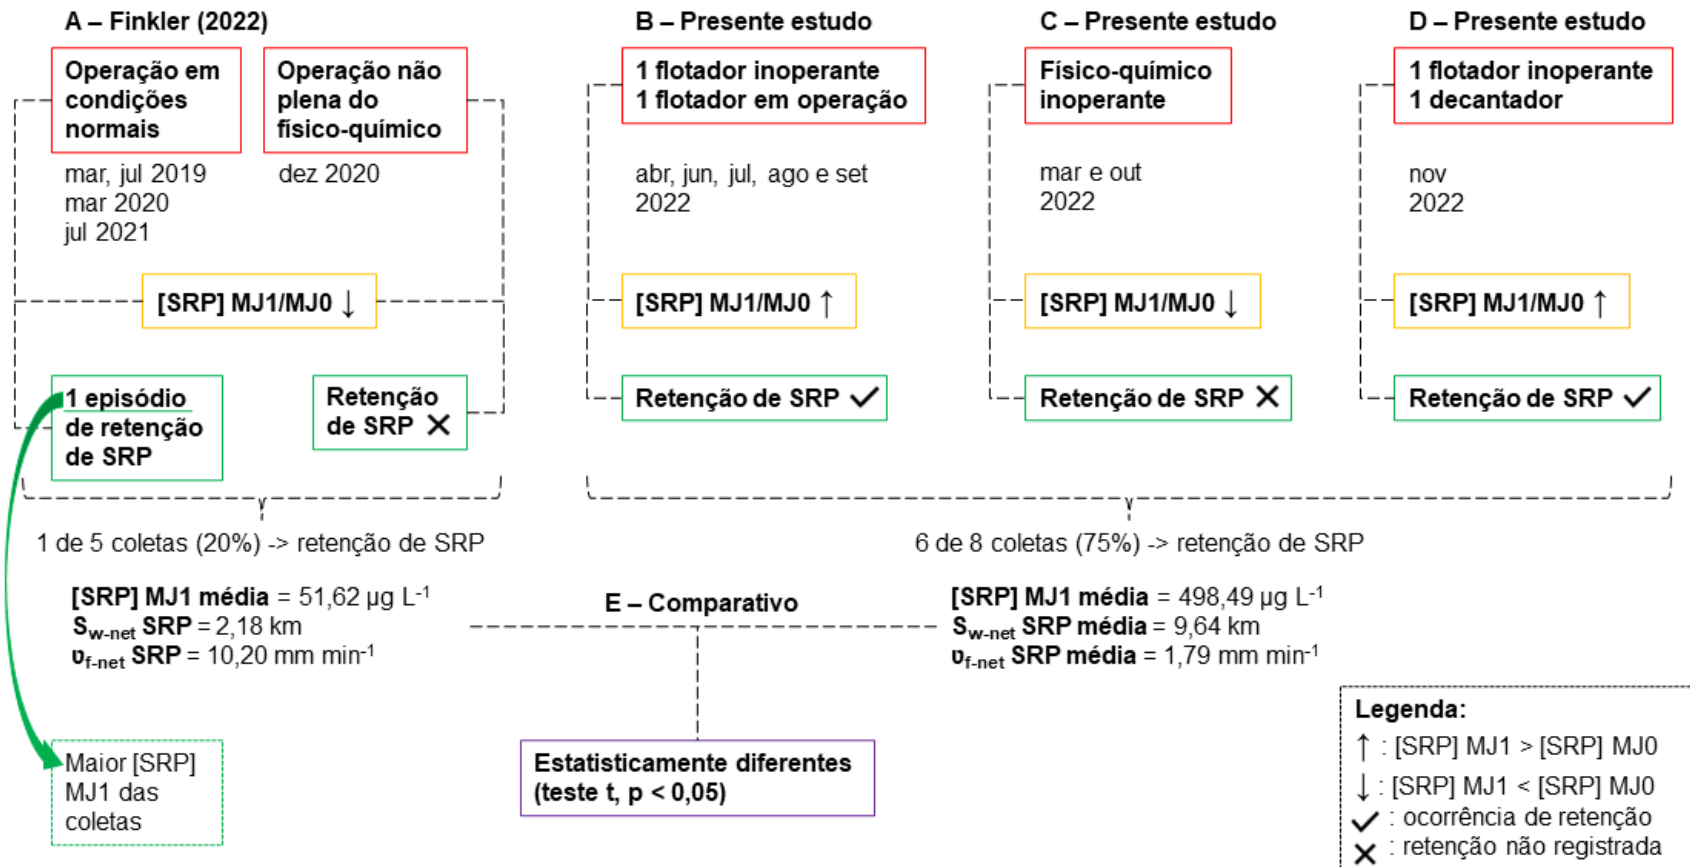 A – Finkler (2022)
Operação em
condições
normais
Operação não
plena do
físico-químico
mar, jul 2019
mar 2020
jul 2021
dez 2020
[SRP] MJ1/MJ0 ↓
1 episódio
de retenção
de SRP
Retenção
de SRP ✕
1 de 5 coletas (20%) -> retenção de SRP
[SRP] MJ1 média = 51,62 µg L⁻¹
S_w-net SRP = 2,18 km
υ_f-net SRP = 10,20 mm min⁻¹
Maior [SRP]
MJ1 das
coletas
B – Presente estudo
1 flotador inoperante
1 flotador em operação
abr, jun, jul, ago e set
2022
[SRP] MJ1/MJ0 ↑
Retenção de SRP ✓
C – Presente estudo
Físico-químico
inoperante
mar e out
2022
[SRP] MJ1/MJ0 ↓
Retenção de SRP ✕
D – Presente estudo
1 flotador inoperante
1 decantador
nov
2022
[SRP] MJ1/MJ0 ↑
Retenção de SRP ✓
6 de 8 coletas (75%) -> retenção de SRP
[SRP] MJ1 média = 498,49 µg L⁻¹
S_w-net SRP média = 9,64 km
υ_f-net SRP média = 1,79 mm min⁻¹
E – Comparativo
Estatisticamente diferentes
(teste t, p < 0,05)
Legenda:
↑ : [SRP] MJ1 > [SRP] MJ0
↓ : [SRP] MJ1 < [SRP] MJ0
✓ : ocorrência de retenção
✕ : retenção não registrada